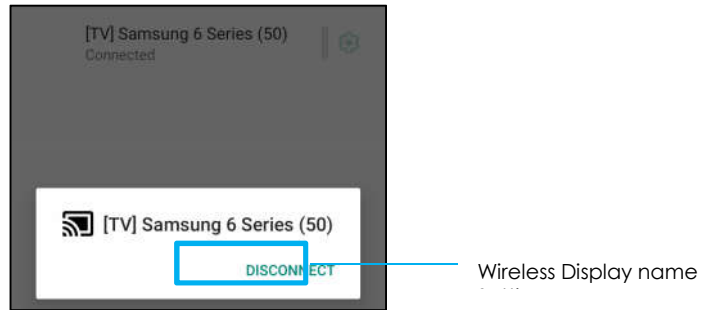 [TV] Samsung 6 Series (50)
Connected
[TV] Samsung 6 Series (50)
DISCONNECT
Wireless Display name